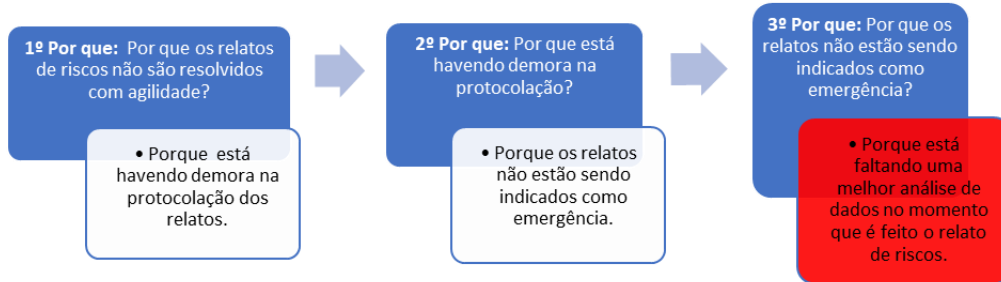 1º Por que: Por que os relatos
de riscos não são resolvidos
com agilidade?
• Porque está
havendo demora na
protocolação dos
relatos.
2º Por que: Por que está
havendo demora na
protocolação?
• Porque os relatos
não estão sendo
indicados como
emergência.
3º Por que: Por que os
relatos não estão sendo
indicados como
emergência?
• Porque está
faltando uma
melhor análise de
dados no momento
que é feito o relato
de riscos.